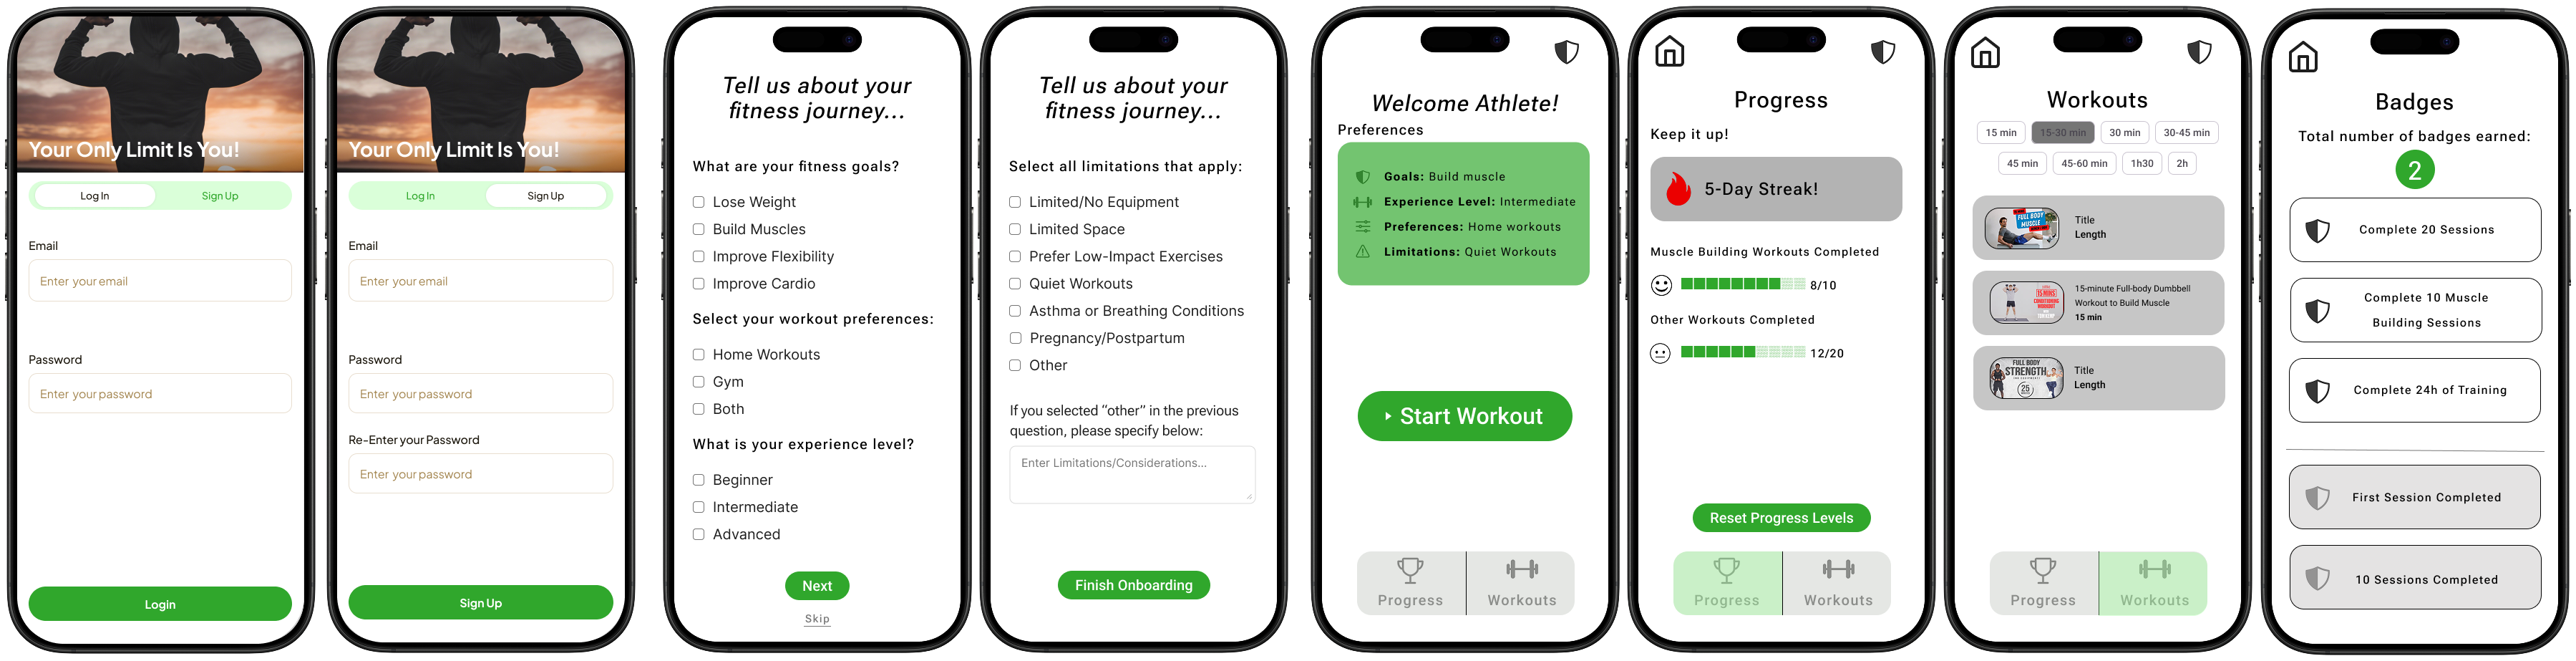 Your Only Limit Is You!
Log In
Sign Up
Email
Enter your email
Password
Enter your password
Login
Your Only Limit Is You!
Log In
Sign Up
Email
Enter your email
Password
Enter your password
Re-Enter your Password
Enter your password
Sign Up
Tell us about your
fitness journey...
What are your fitness goals?
Lose Weight
Build Muscles
Improve Flexibility
Improve Cardio
Select your workout preferences:
Home Workouts
Gym
Both
What is your experience level?
Beginner
Intermediate
Advanced
Next
Skip
Tell us about your
fitness journey...
Select all limitations that apply:
Limited/No Equipment
Limited Space
Prefer Low-Impact Exercises
Quiet Workouts
Asthma or Breathing Conditions
Pregnancy/Postpartum
Other
If you selected “other” in the previous
question, please specify below:
Enter Limitations/Considerations...
Finish Onboarding
Welcome Athlete!
Preferences
Goals: Build muscle
Experience Level: Intermediate
Preferences: Home workouts
Limitations: Quiet Workouts
Start Workout
Progress
Workouts
Progress
Keep it up!
5-Day Streak!
Muscle Building Workouts Completed
8/10
Other Workouts Completed
12/20
Reset Progress Levels
Progress
Workouts
Workouts
15 min
15-30 min
30 min
30-45 min
45 min
45-60 min
1h30
2h
FULL BODY
MUSCLE
Title
Length
15 MINS
CONDITIONING
WORKOUT
15-minute Full-body Dumbbell
Workout to Build Muscle
15 min
FULL BODY
STRENGTH
25
Title
Length
Progress
Workouts
Badges
Total number of badges earned:
2
Complete 20 Sessions
Complete 10 Muscle
Building Sessions
Complete 24h of Training
First Session Completed
10 Sessions Completed